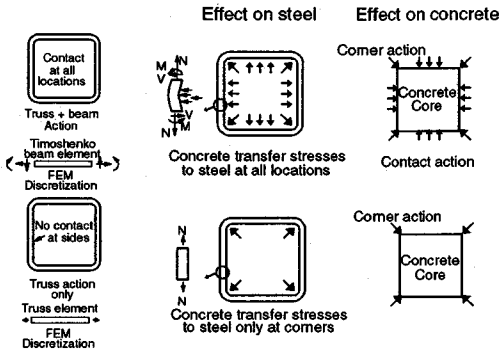 Effect on steel
Effect on concrete
Contact
at all
locations
Truss + beam
Action
Timoshenko
beam element
FEM
Discretization
M
N
V
V
M
N
Concrete transfer stresses
to steel at all locations
Corner action
Concrete
Core
Contact action
No contact
at sides
Truss action
only
Truss element
FEM
Discretization
N
N
Concrete transfer stresses
to steel only at corners
Corner action
Concrete
Core